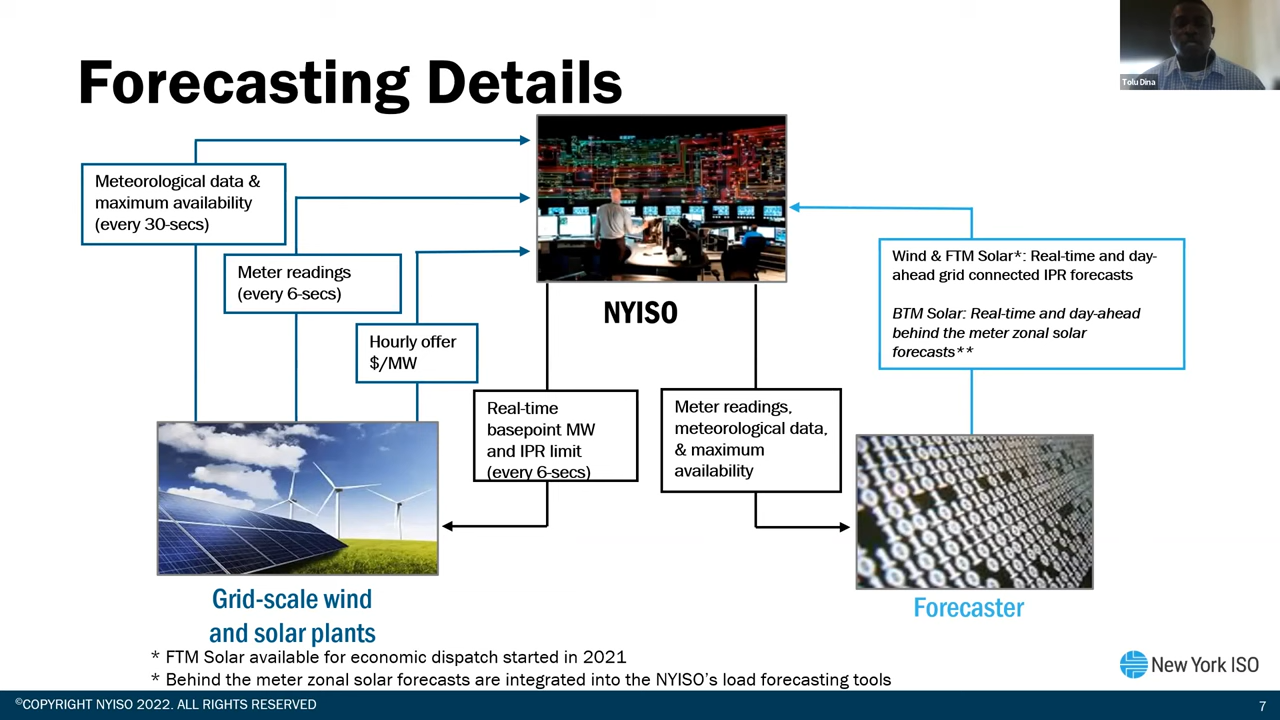 Forecasting Details
Tolu Dina
Meteorological data &
maximum availability
(every 30-secs)
Meter readings
(every 6-secs)
Hourly offer
$/MW
NYISO
Wind & FTM Solar*: Real-time and day-
ahead grid connected IPR forecasts
BTM Solar: Real-time and day-ahead
behind the meter zonal solar
forecasts**
Real-time
basepoint MW
and IPR limit
(every 6-secs)
Meter readings,
meteorological data,
& maximum
availability
Grid-scale wind
and solar plants
Forecaster
* FTM Solar available for economic dispatch started in 2021
* Behind the meter zonal solar forecasts are integrated into the NYISO's load forecasting tools
New York ISO
©COPYRIGHT NYISO 2022. ALL RIGHTS RESERVED
7